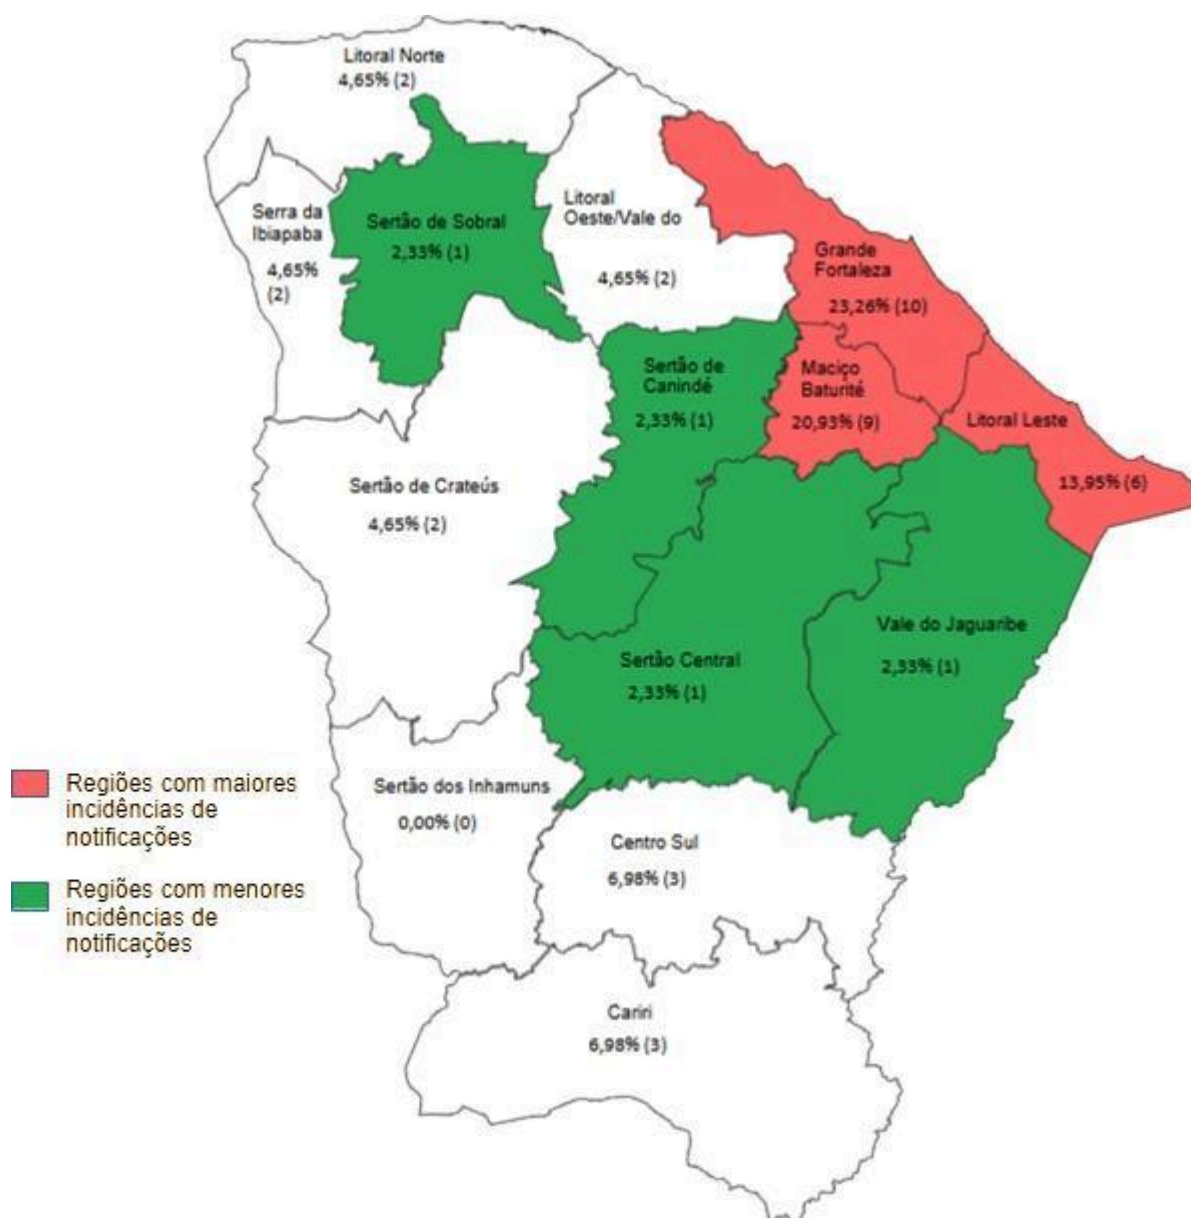 Litoral Norte
4,65% (2)
Serra da
Ibiapaba
4,65%
(2)
Sertão de Sobral
2,33% (1)
Litoral
Oeste/Vale do
4,65% (2)
Grande
Fortaleza
23,26% (10)
Sertão de
Canindé
2,33% (1)
Maciço
Baturité
20,93% (9)
Litoral Leste
13,95% (6)
Sertão de Crateús
4,65% (2)
Sertão Central
2,33% (1)
Vale do Jaguaribe
2,33% (1)
Sertão dos Inhamuns
0,00% (0)
Centro Sul
6,98% (3)
Cariri
6,98% (3)
Regiões com maiores
incidências de
notificações
Regiões com menores
incidências de
notificações